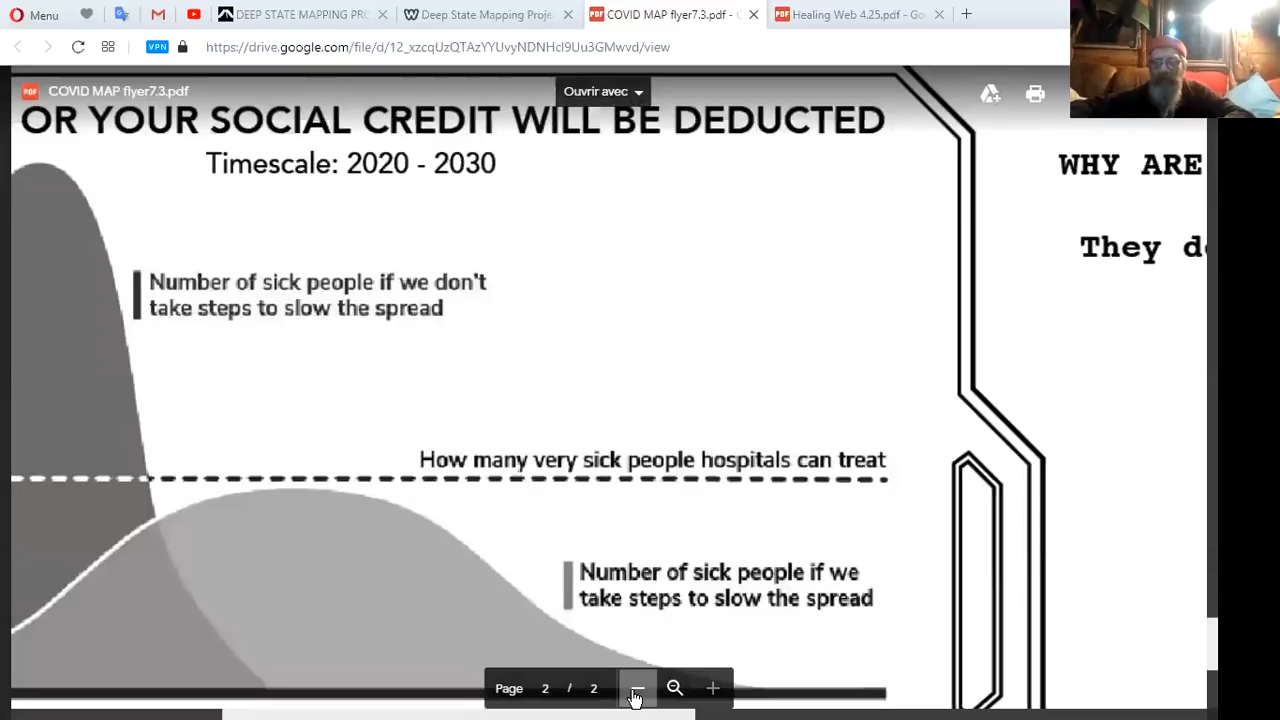 Menu
DEEP STATE MAPPING PR
Deep State Mapping Proje
COVID MAP flyer7.3.pdf - G
Healing Web 4.25.pdf - Go
VPN
https://drive.google.com/file/d/12_xzcqUzQTAzYYUvyNDNHcl9Uu3GMwvd/view
PDF COVID MAP flyer7.3.pdf
Ouvrir avec
OR YOUR SOCIAL CREDIT WILL BE DEDUCTED
Timescale: 2020 - 2030
WHY ARE
They d
Number of sick people if we don't
take steps to slow the spread
How many very sick people hospitals can treat
Number of sick people if we
take steps to slow the spread
Page 2 / 2